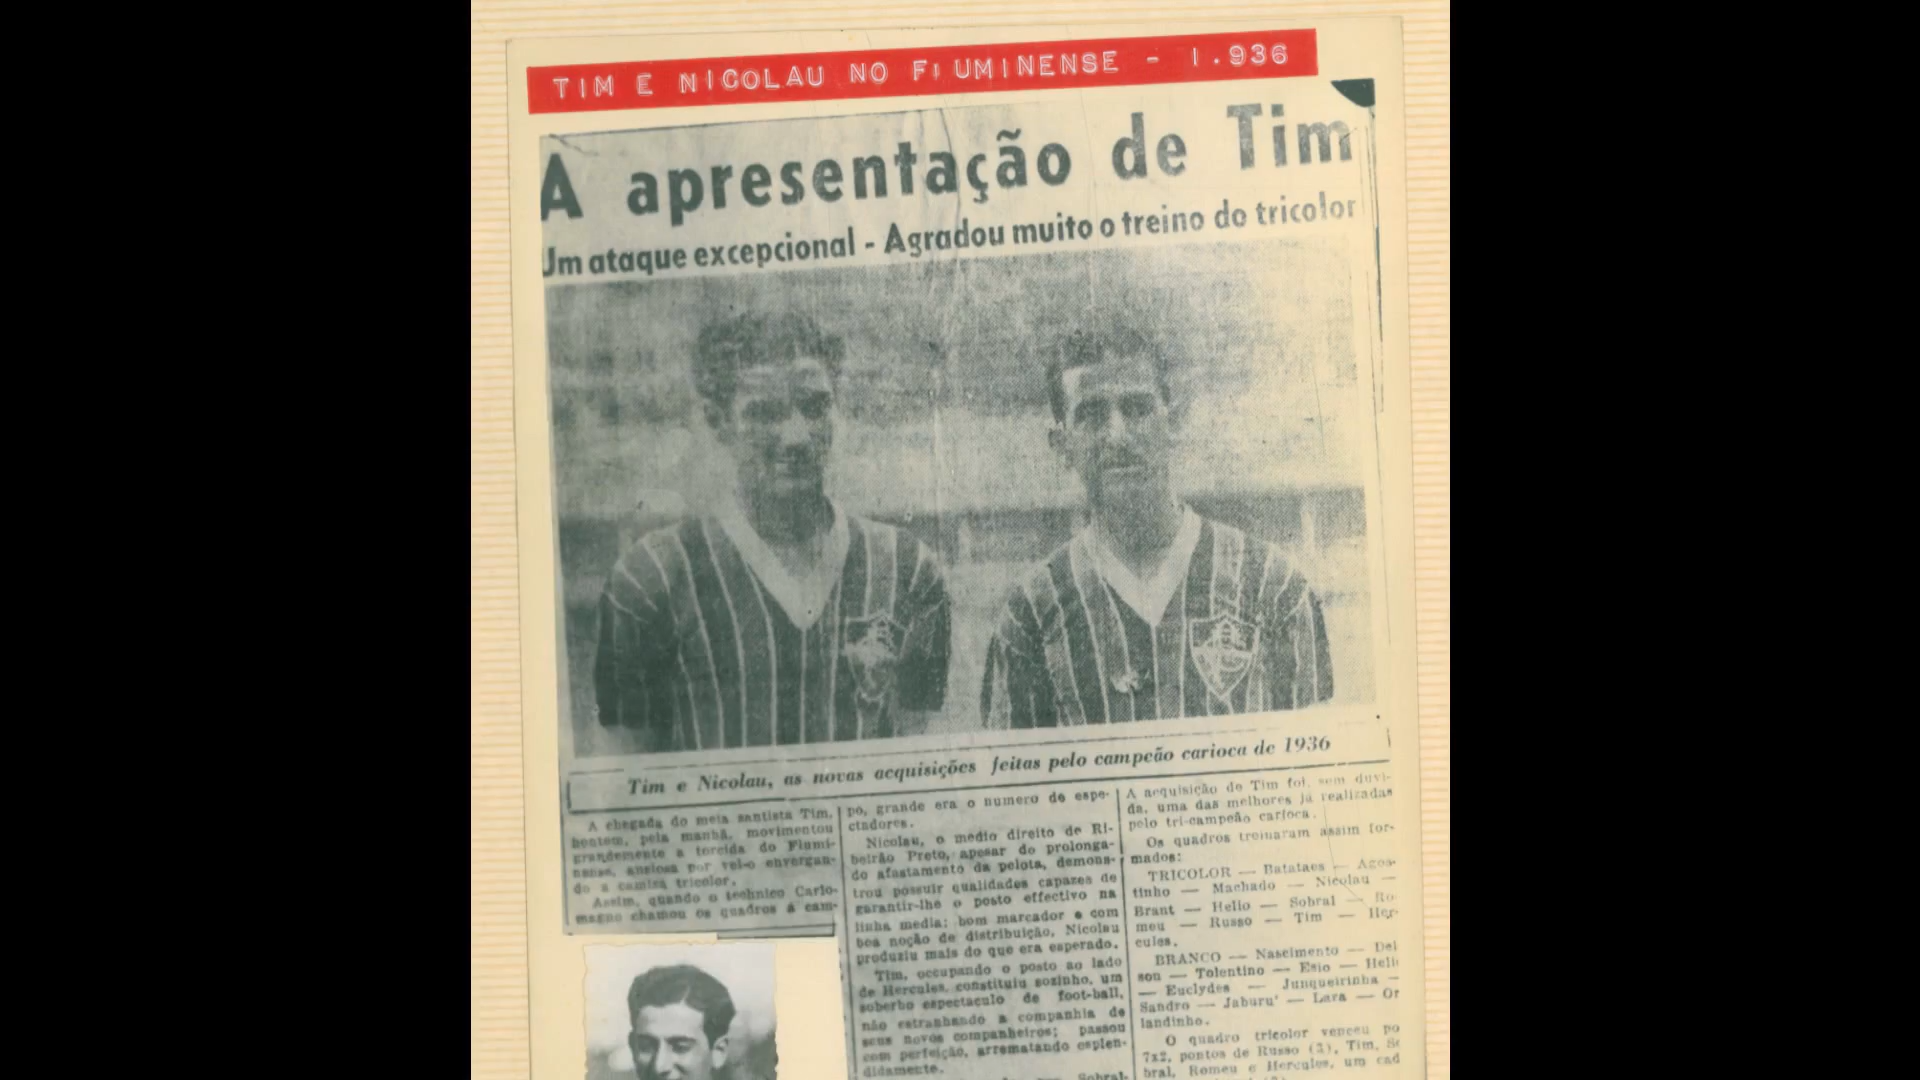 TIM E NICOLAU NO FLUMINENSE - 1.936
A apresentação de Tim
Um ataque excepcional - Agradou muito o treino do tricolor
Tim e Nicolau, as novas acquisições feitas pelo campeão carioca de 1936
A chegada do meia santista Tim,
hontem, pela manhã, movimentou
grandemente a torcida do Flumi-
nense, anciosa por vel-o envergan-
do a camisa tricolor.
Assim, quando o technico Carlo-
magno chamou os quadros a cam-
po, grande era o numero de espe-
ctadores.
Nicolau, o medio direito de Ri-
beirão Preto, apesar do prolonga-
do afastamento da pelota, demons-
trou possuir qualidades capazes de
garantir-lhe o posto effectivo na
linha media; bom marcador e com
boa noção de distribuição, Nicolau
produziu mais do que era esperado.
Tim, occupando o posto ao lado
de Hercules, constituiu sozinho, um
soberbo espectaculo de foot-ball,
não estranhando a companhia de
seus novos companheiros; passou
com perfeição, arrematando esplen-
didamente.
Sobral-
A acquisição de Tim foi, sem duvi-
da, uma das melhores já realizadas
pelo tri-campeão carioca.
Os quadros treinaram assim for-
mados:
TRICOLOR — Batataes — Agos-
tinho — Machado — Nicolau —
Brant — Helio — Sobral — Ro-
meu — Russo — Tim — Her-
cules.
BRANCO — Nascimento — Del
son — Tolentino — Esio — Heli
— Euclydes — Junqueirinha —
Sandro — Jaburu' — Lara — Or
landinho.
O quadro tricolor venceu po
7x2, pontos de Russo (3), Tim, So
bral, Romeu e Hercules, um cad